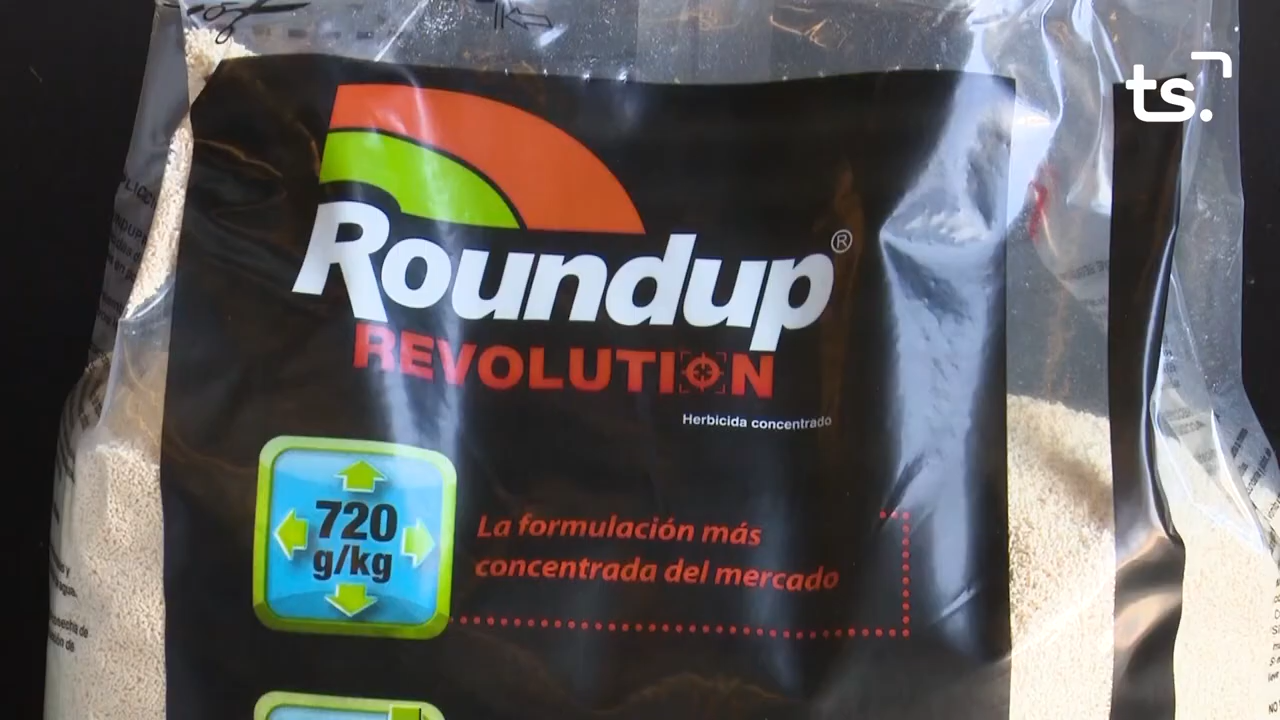 ts.
Roundup®
REVOLUTION
Herbicida concentrado
720
g/kg
La formulación más
concentrada del mercado